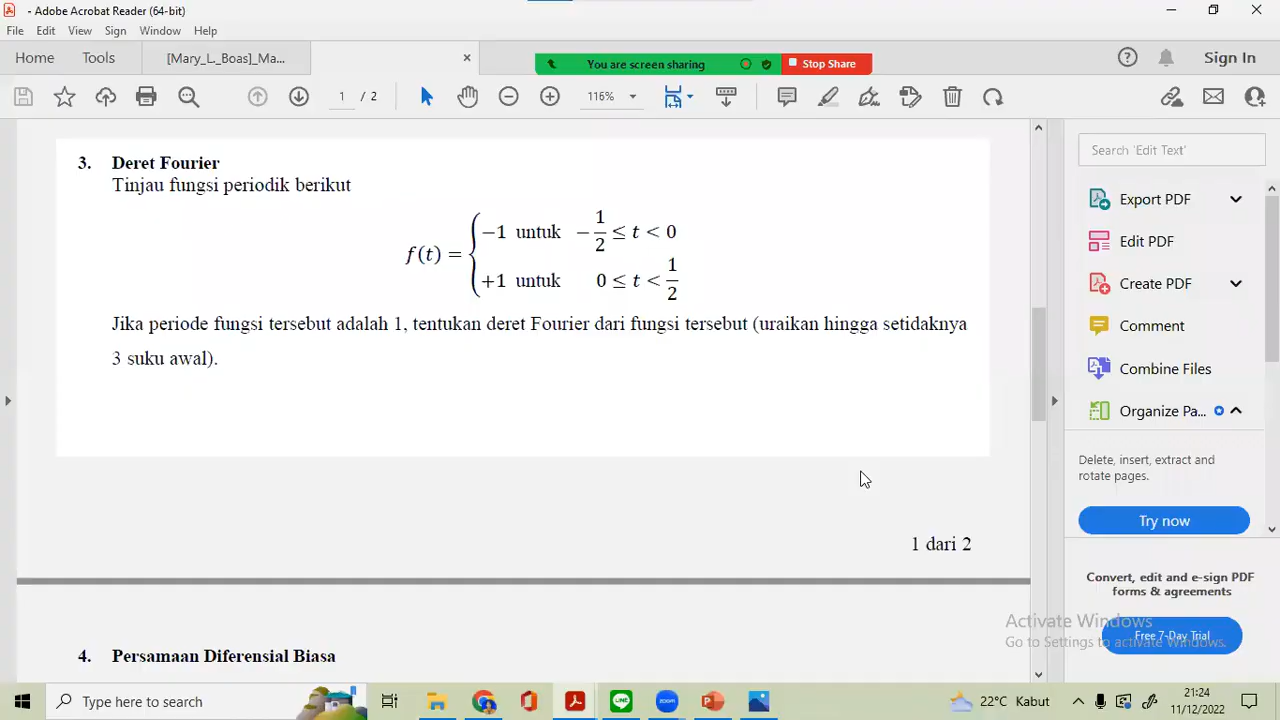 - Adobe Acrobat Reader (64-bit)
File Edit View Sign Window Help
Home Tools [Mary_L._Boas]_Ma... ×
You are screen sharing Stop Share
Sign In
1 / 2 116%
3. Deret Fourier
Tinjau fungsi periodik berikut
f(t) = { −1 untuk −1/2 ≤ t < 0
+1 untuk 0 ≤ t < 1/2
Jika periode fungsi tersebut adalah 1, tentukan deret Fourier dari fungsi tersebut (uraikan hingga setidaknya
3 suku awal).
1 dari 2
4. Persamaan Diferensial Biasa
Search 'Edit Text'
Export PDF
Edit PDF
Create PDF
Comment
Combine Files
Organize Pa...
Delete, insert, extract and
rotate pages.
Try now
Convert, edit and e-sign PDF
forms & agreements
Free 7-Day Trial
Activate Windows
Go to Settings to activate Windows.
Type here to search
22°C Kabut
21:24
11/12/2022